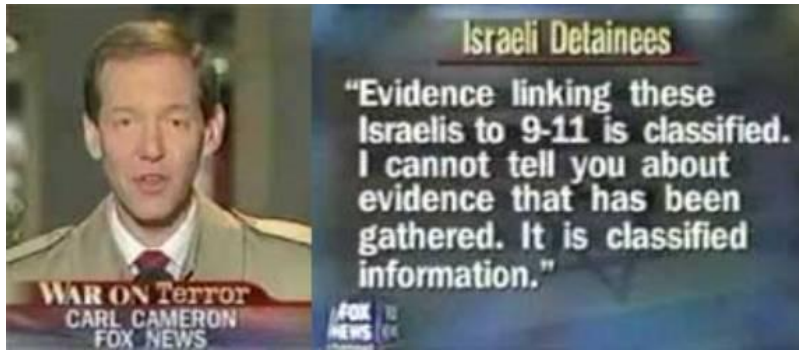 WAR ON Terror
CARL CAMERON
FOX NEWS
Israeli Detainees
“Evidence linking these
Israelis to 9-11 is classified.
I cannot tell you about
evidence that has been
gathered. It is classified
information.”
FOX
NEWS